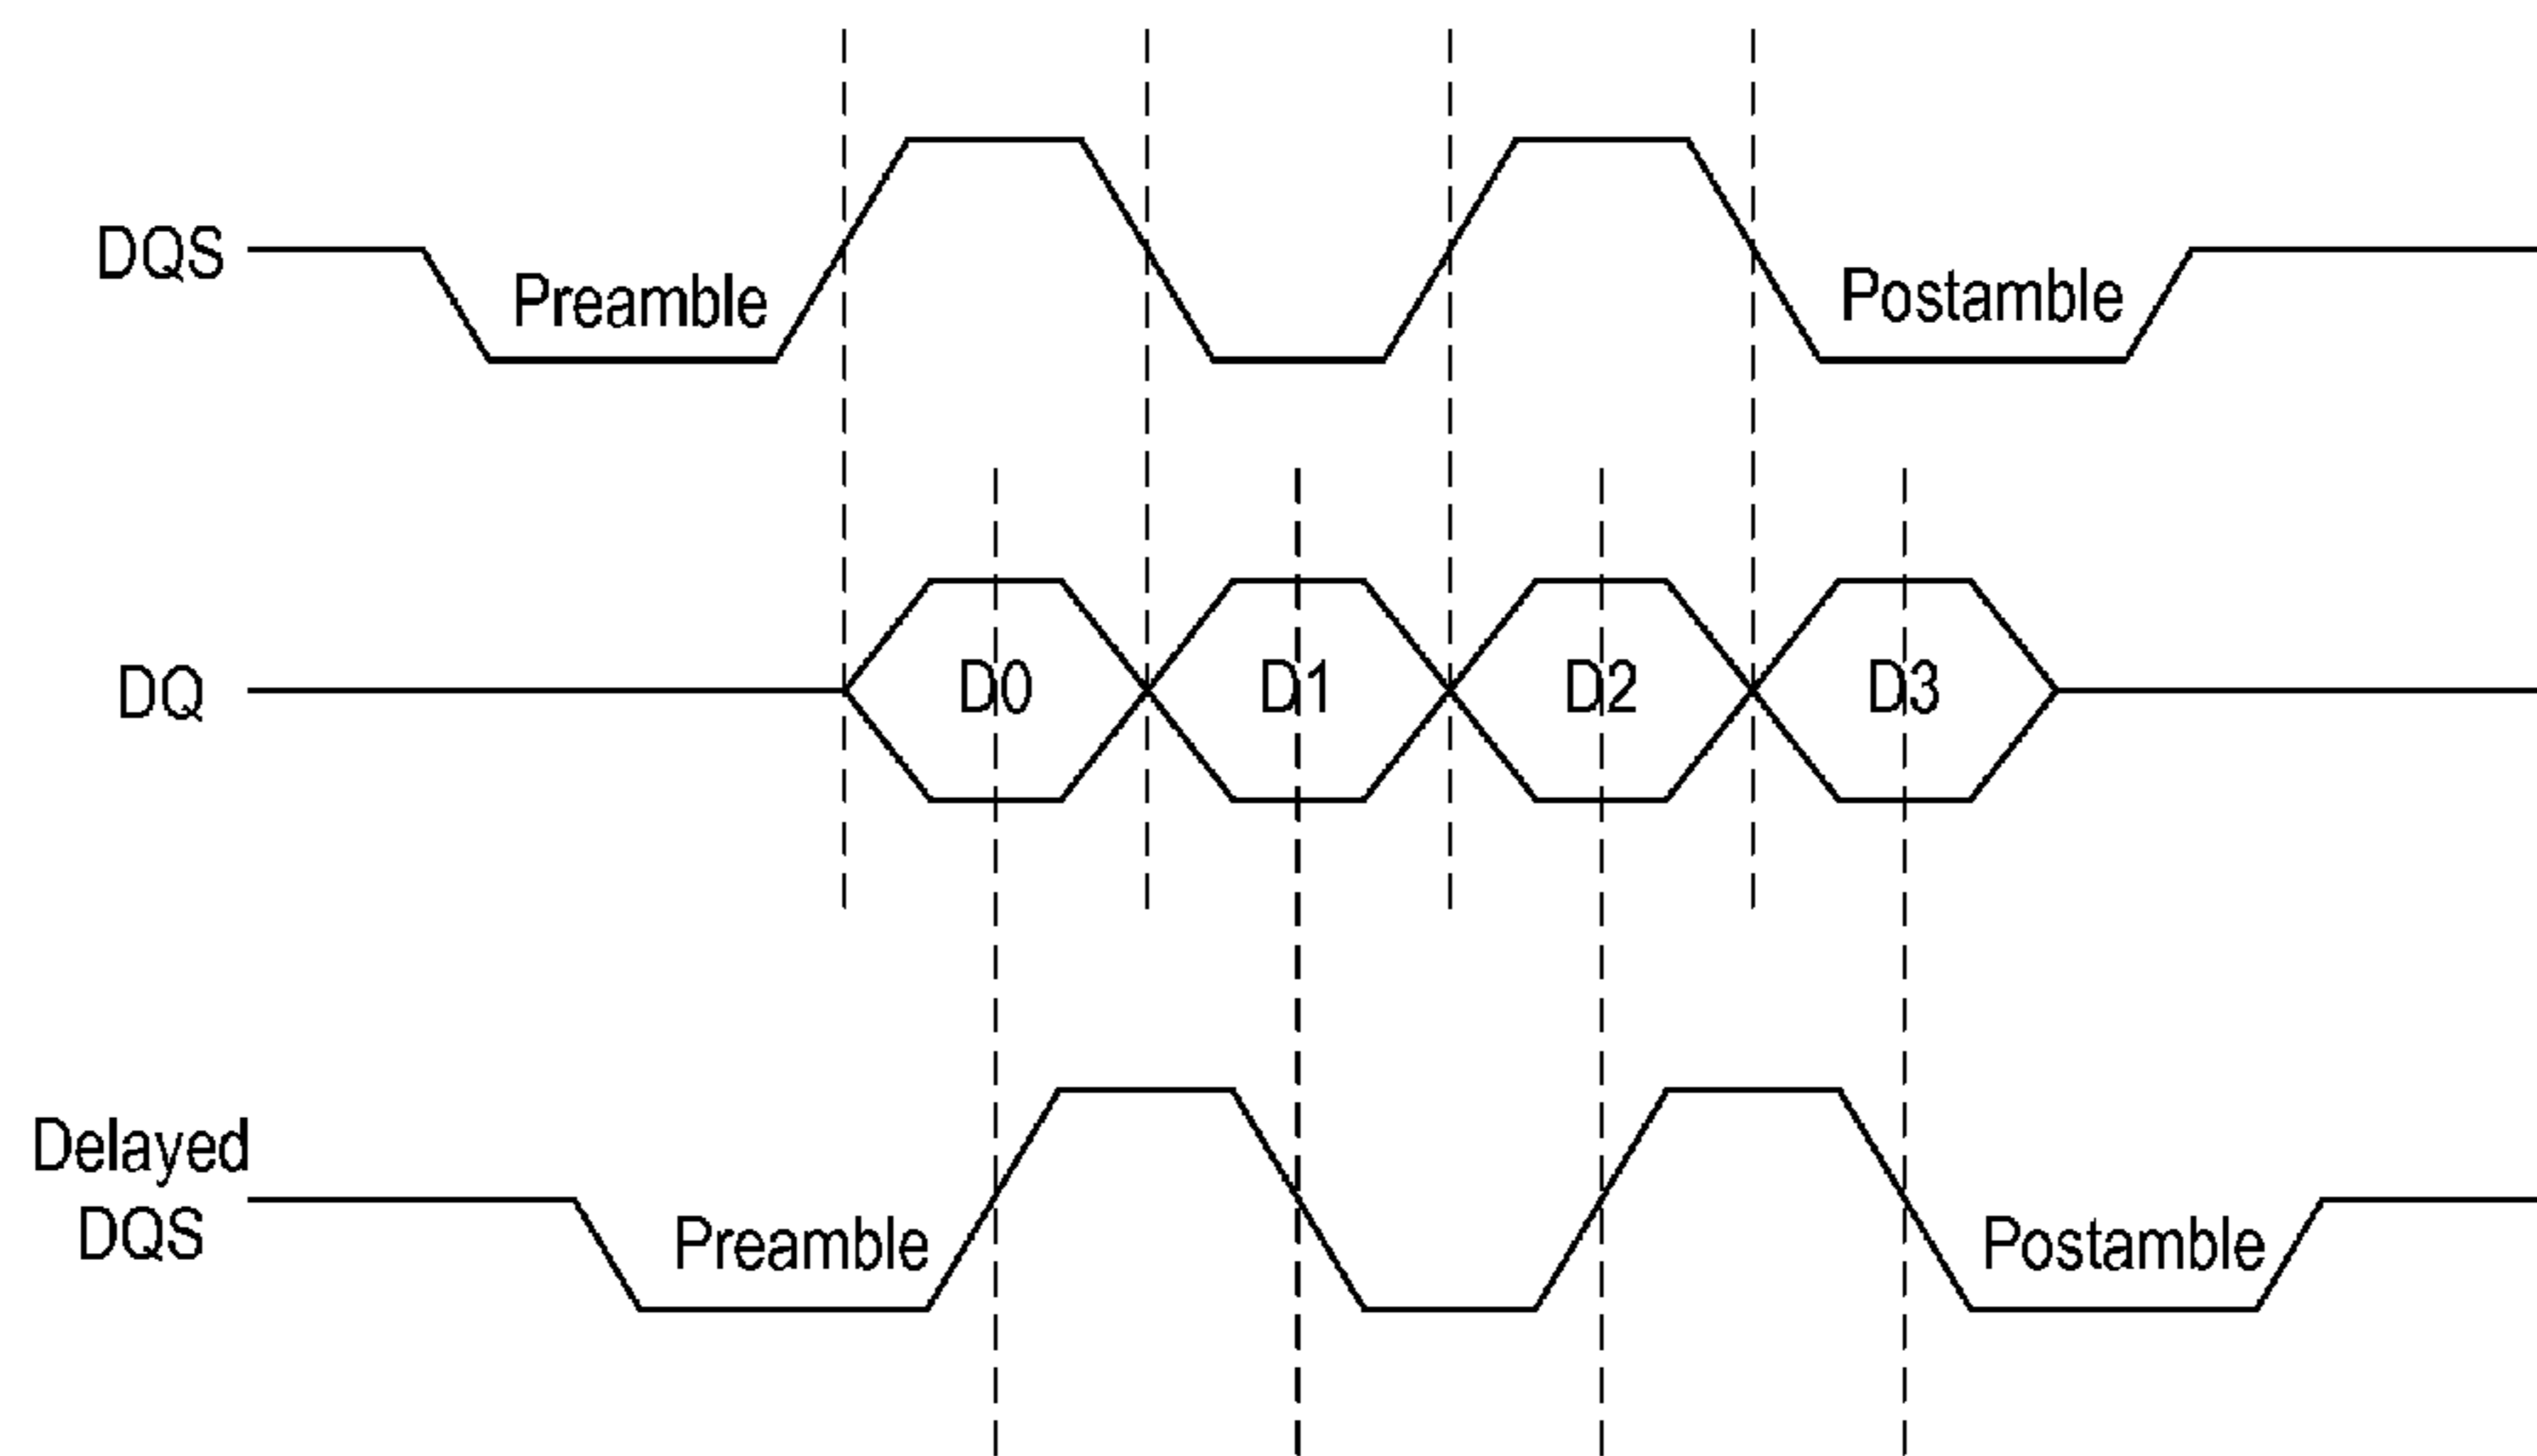 DQS
Preamble
Postamble
DQ
D0
D1
D2
D3
Delayed
DQS
Preamble
Postamble